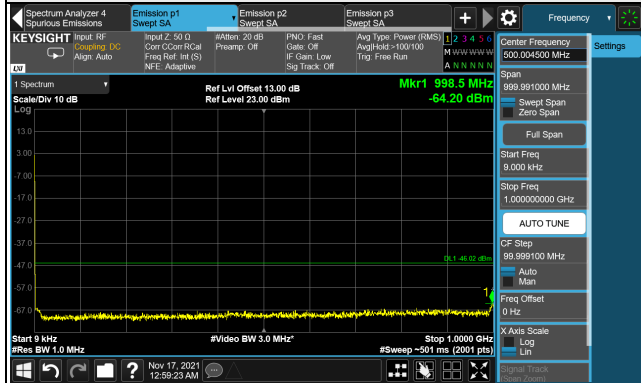 Spectrum Analyzer 4
Spurious Emissions
Emission p1
Swept SA
Emission p2
Swept SA
Emission p3
Swept SA
+
Frequency
KEYSIGHT
LXI
Input: RF
Coupling: DC
Align: Auto
Input Z: 50 Ω
Corr CCorr RCal
Freq Ref: Int (S)
NFE: Adaptive
#Atten: 20 dB
Preamp: Off
PNO: Fast
Gate: Off
IF Gain: Low
Sig Track: Off
Avg Type: Power (RMS)
Avg|Hold:>100/100
Trig: Free Run
1 2 3 4 5 6
M W W W W W
A N N N N N
1 Spectrum
Scale/Div 10 dB
Ref Lvl Offset 13.00 dB
Ref Level 23.00 dBm
Mkr1 998.5 MHz
-64.20 dBm
Log
13.0
3.00
-7.00
-17.0
-27.0
-37.0
DL1 -46.02 dBm
-47.0
-57.0
1
-67.0
Start 9 kHz
#Res BW 1.0 MHz
#Video BW 3.0 MHz*
Stop 1.0000 GHz
#Sweep ~501 ms (2001 pts)
?
Nov 17, 2021
12:59:23 AM
Center Frequency
500.004500 MHz
Settings
Span
999.991000 MHz
Swept Span
Zero Span
Full Span
Start Freq
9.000 kHz
Stop Freq
1.000000000 GHz
AUTO TUNE
CF Step
99.999100 MHz
Auto
Man
Freq Offset
0 Hz
X Axis Scale
Log
Lin
Signal Track
(Span Zoom)